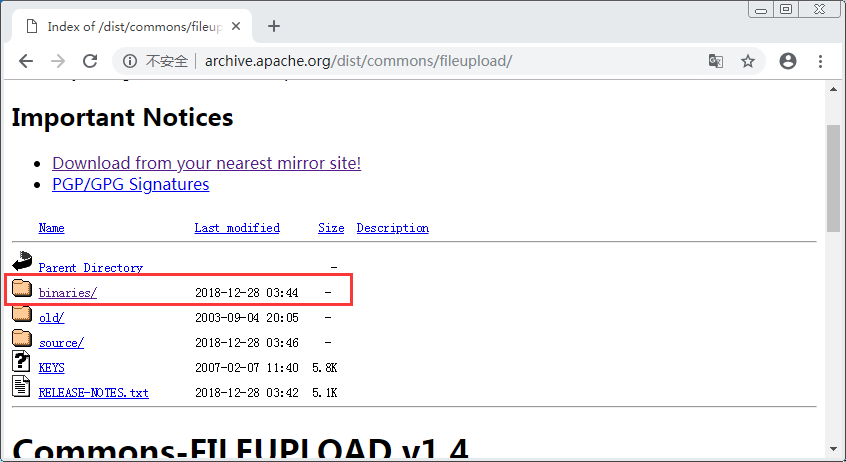 Index of /dist/commons/fileup
不安全 | archive.apache.org/dist/commons/fileupload/
Important Notices
Download from your nearest mirror site!
PGP/GPG Signatures
Name Last modified Size Description
Parent Directory -
binaries/ 2018-12-28 03:44 -
old/ 2003-09-04 20:05 -
source/ 2018-12-28 03:46 -
KEYS 2007-02-07 11:40 5.8K
RELEASE-NOTES.txt 2018-12-28 03:42 5.1K
Commons-FILEUPLOAD v1.4